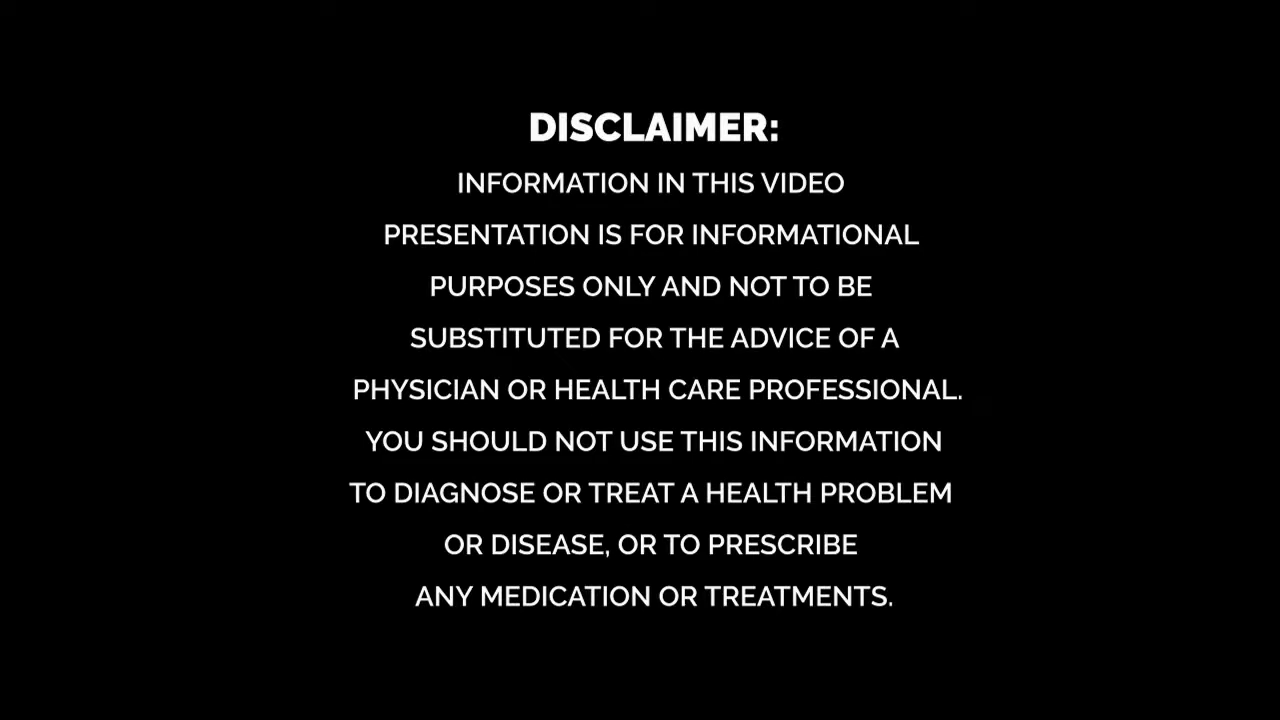 DISCLAIMER:
INFORMATION IN THIS VIDEO
PRESENTATION IS FOR INFORMATIONAL
PURPOSES ONLY AND NOT TO BE
SUBSTITUTED FOR THE ADVICE OF A
PHYSICIAN OR HEALTH CARE PROFESSIONAL.
YOU SHOULD NOT USE THIS INFORMATION
TO DIAGNOSE OR TREAT A HEALTH PROBLEM
OR DISEASE, OR TO PRESCRIBE
ANY MEDICATION OR TREATMENTS.